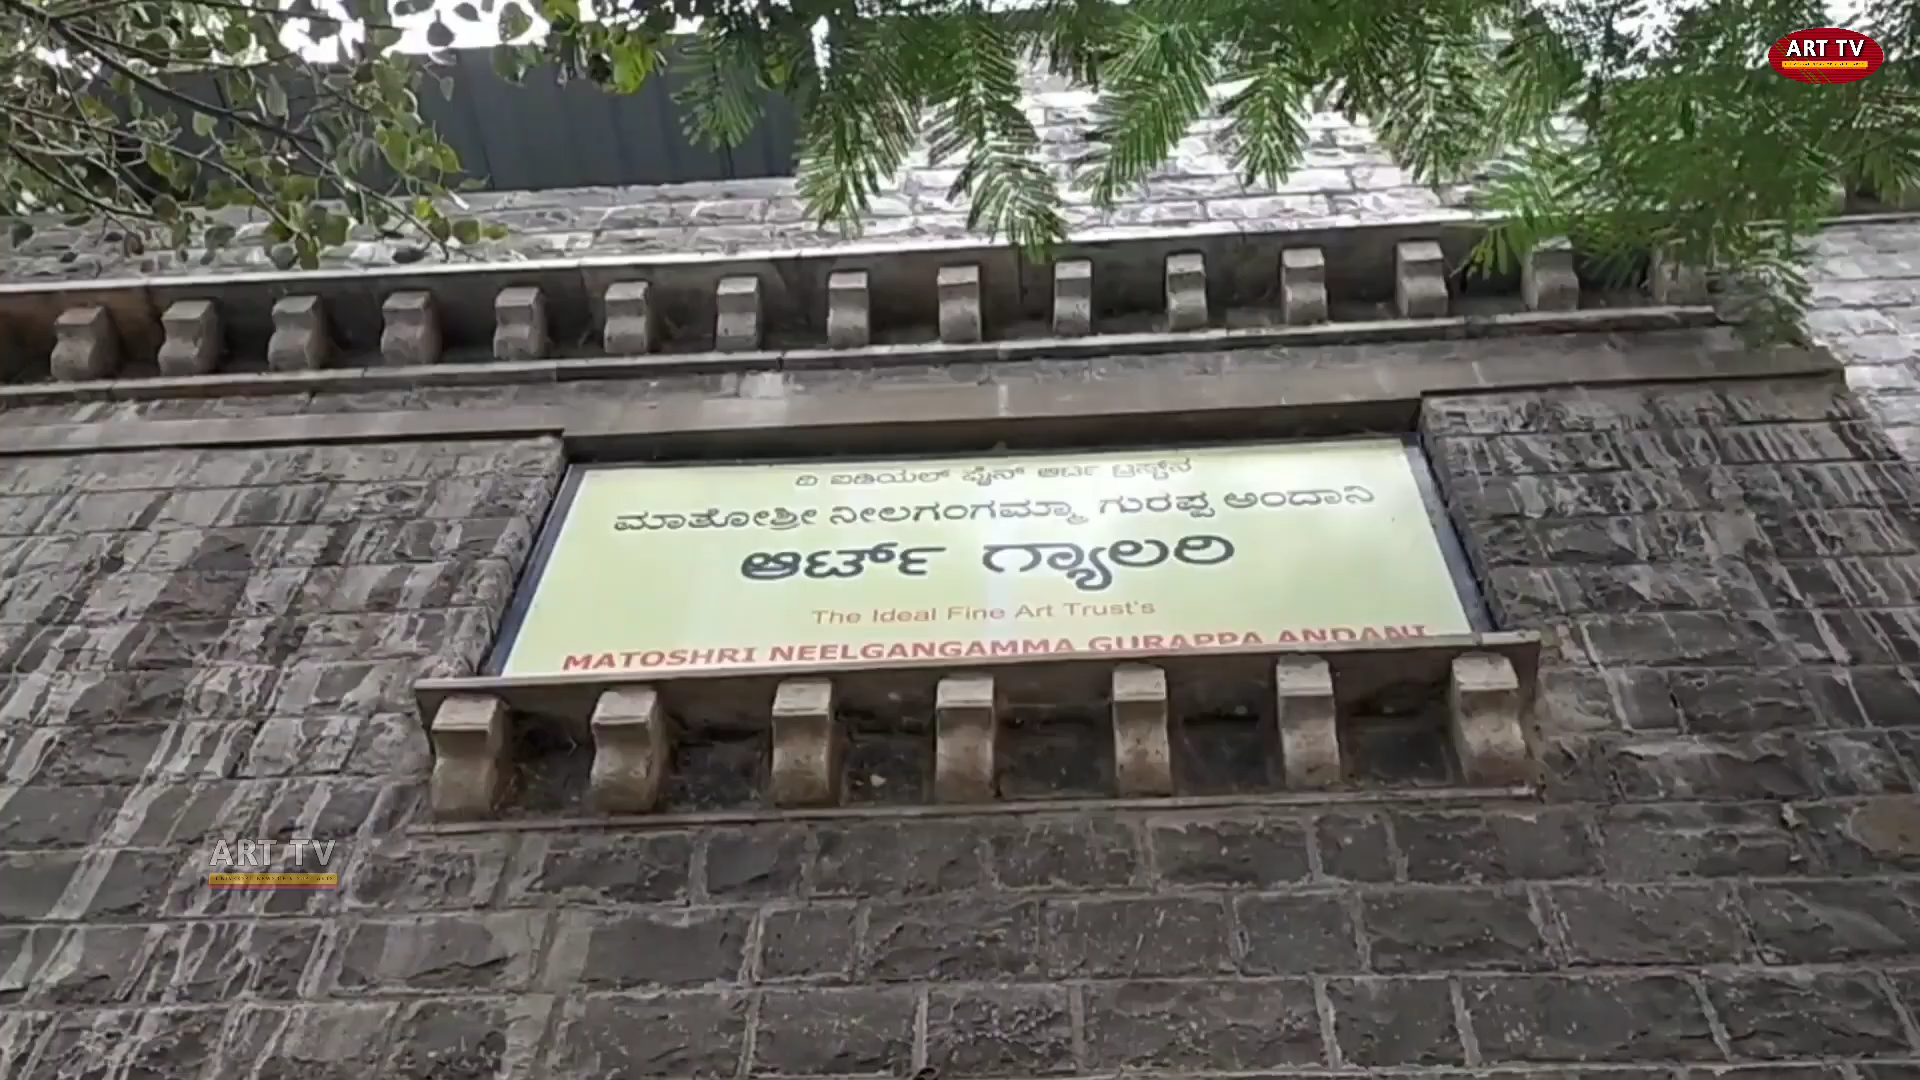 ART TV
ದಿ ಐಡಿಯಲ್ ಫೈನ್ ಆರ್ಟ ಟ್ರಸ್ಟ್‌ನ
ಮಾತೋಶ್ರೀ ನೀಲಗಂಗಮ್ಮಾ ಗುರಪ್ಪ ಅಂದಾನಿ
ಆರ್ಟ್ ಗ್ಯಾಲರಿ
The Ideal Fine Art Trust's
MATOSHRI NEELGANGAMMA GURAPPA ANDANI
ART TV